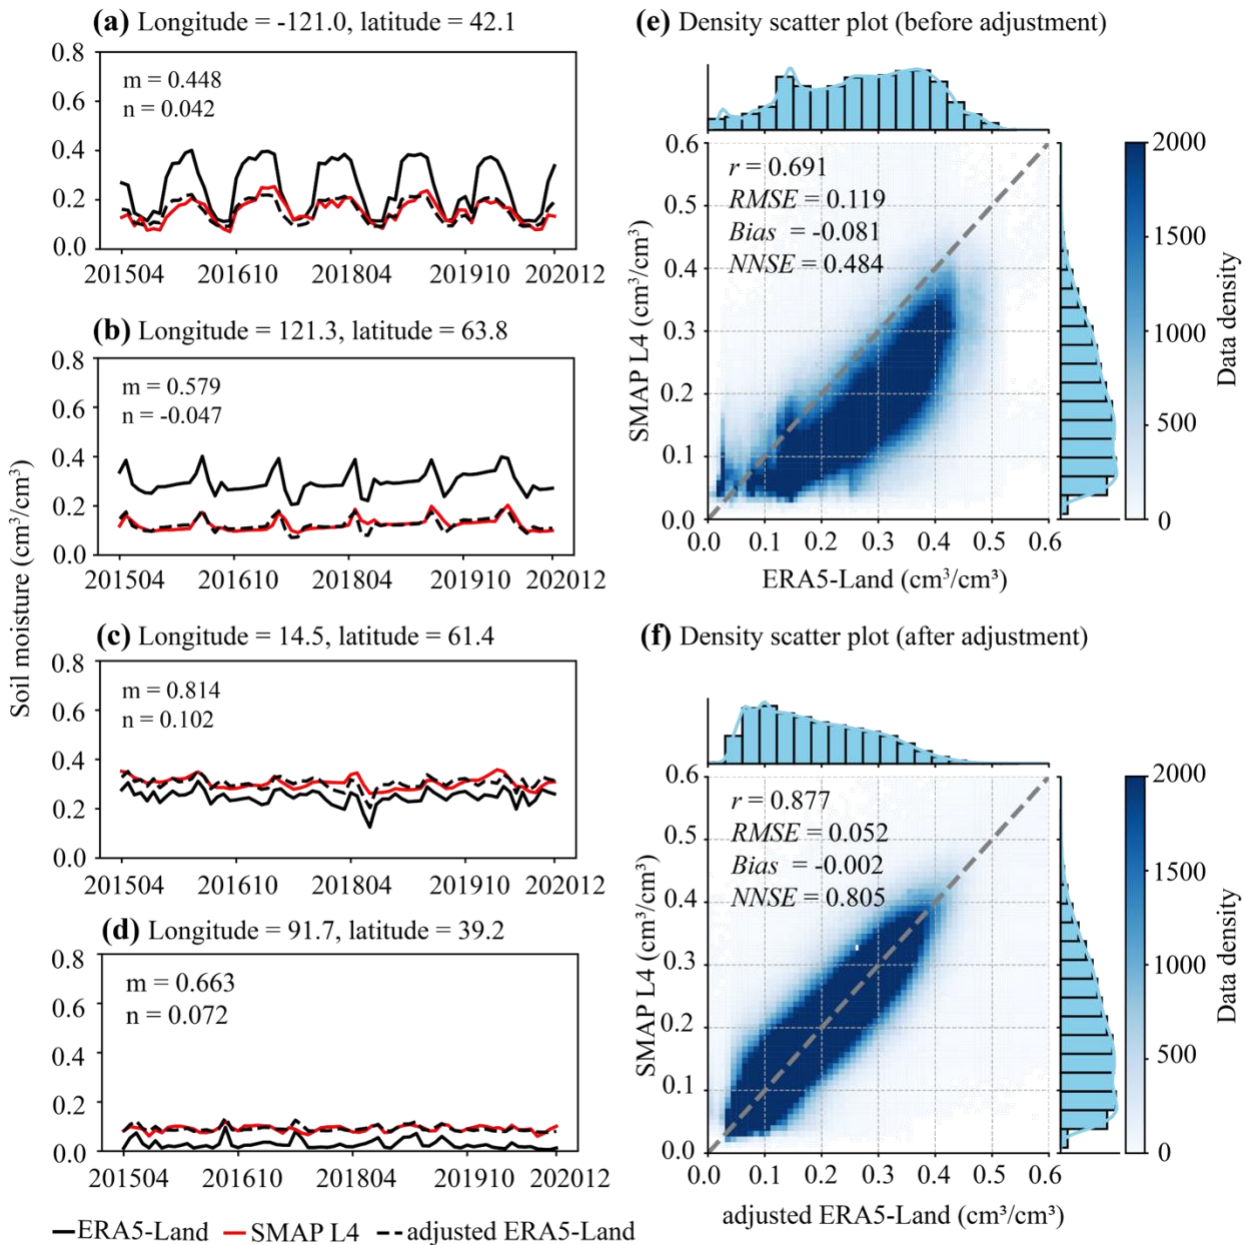 (a) Longitude = -121.0, latitude = 42.1
0.8
0.6
0.4
0.2
0.0
m = 0.448
n = 0.042
201504 201610 201804 201910 202012
(b) Longitude = 121.3, latitude = 63.8
0.8
0.6
0.4
0.2
0.0
m = 0.579
n = -0.047
201504 201610 201804 201910 202012
Soil moisture (cm³/cm³)
(c) Longitude = 14.5, latitude = 61.4
0.8
0.6
0.4
0.2
0.0
m = 0.814
n = 0.102
201504 201610 201804 201910 202012
(d) Longitude = 91.7, latitude = 39.2
0.8
0.6
0.4
0.2
0.0
m = 0.663
n = 0.072
201504 201610 201804 201910 202012
ERA5-Land SMAP L4 adjusted ERA5-Land
(e) Density scatter plot (before adjustment)
0.6
0.5
0.4
0.3
0.2
0.1
0.0
SMAP L4 (cm³/cm³)
r = 0.691
RMSE = 0.119
Bias = -0.081
NNSE = 0.484
0.0 0.1 0.2 0.3 0.4 0.5 0.6
ERA5-Land (cm³/cm³)
2000
1500
1000
500
0
Data density
(f) Density scatter plot (after adjustment)
0.6
0.5
0.4
0.3
0.2
0.1
0.0
SMAP L4 (cm³/cm³)
r = 0.877
RMSE = 0.052
Bias = -0.002
NNSE = 0.805
0.0 0.1 0.2 0.3 0.4 0.5 0.6
adjusted ERA5-Land (cm³/cm³)
2000
1500
1000
500
0
Data density